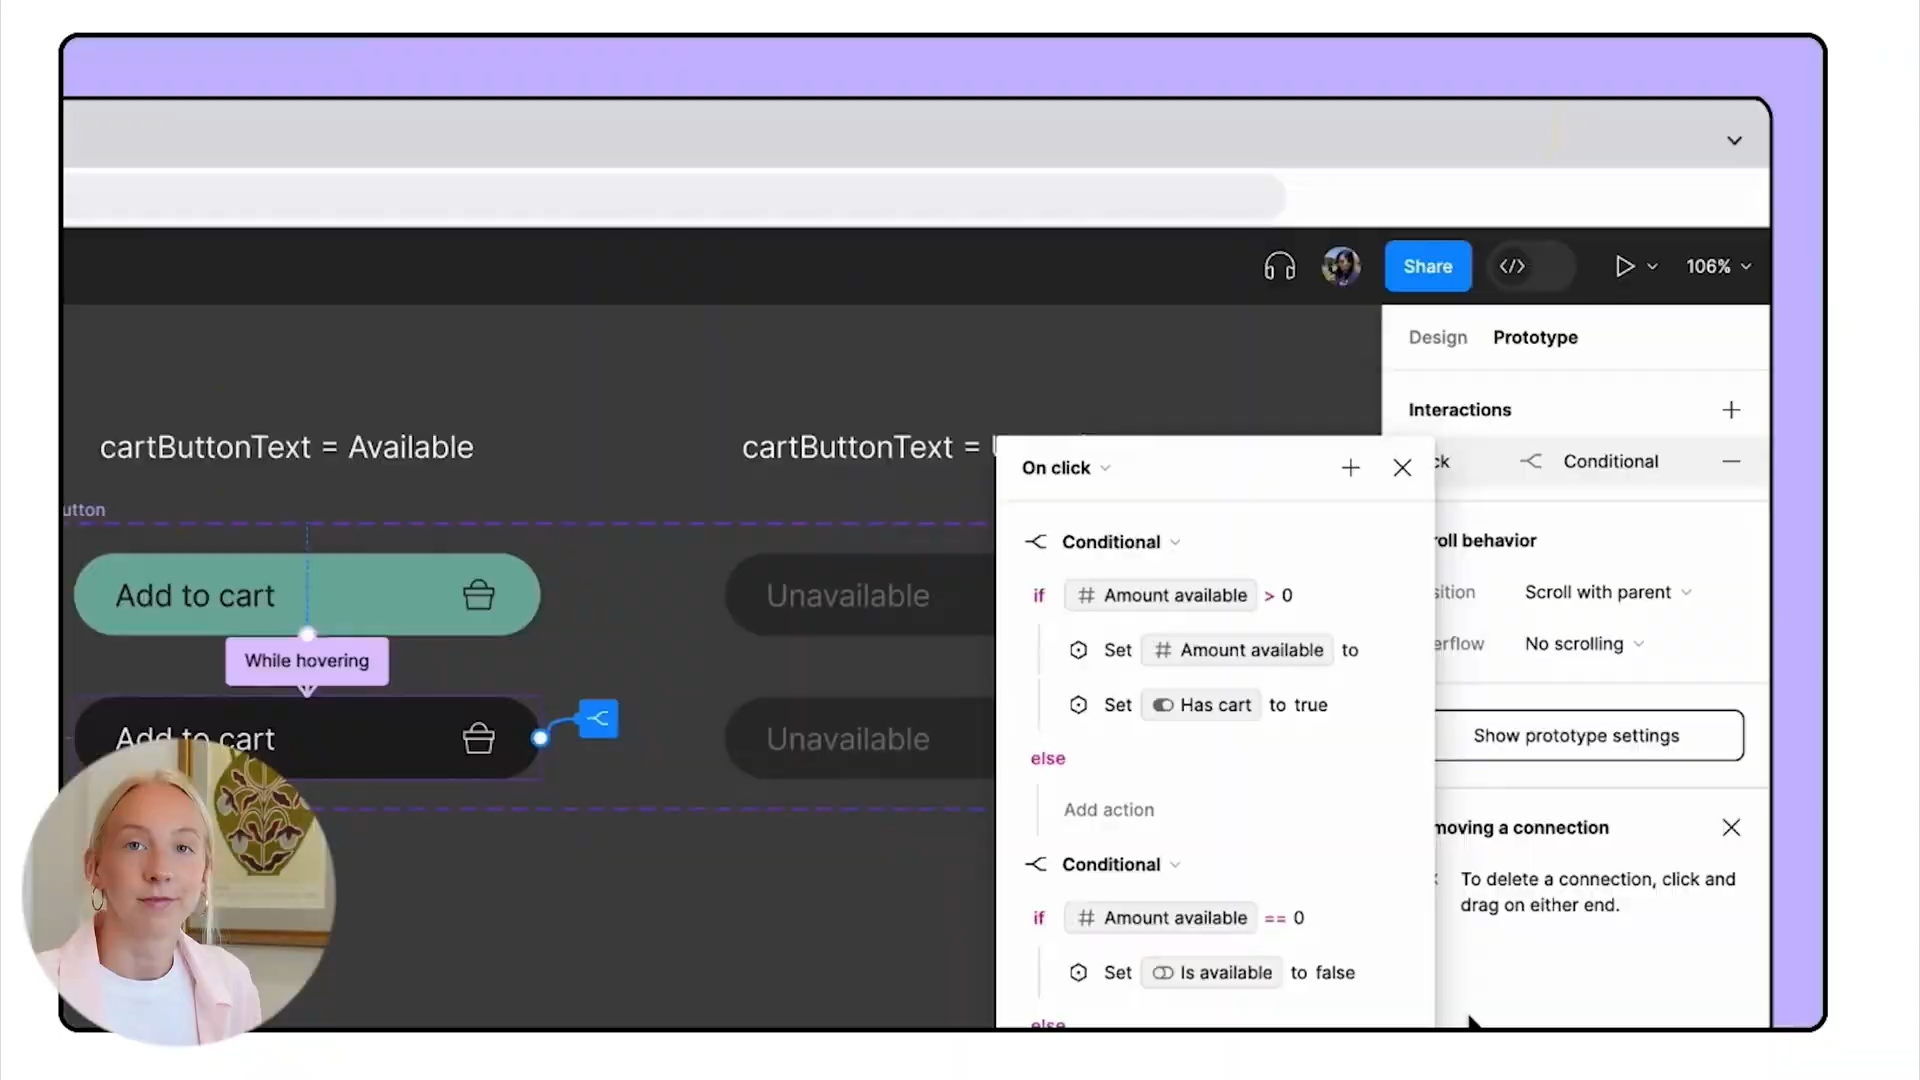 Share
</>
106%
Design Prototype
Interactions
ck Conditional
cartButtonText = Available
cartButtonText =
On click
utton
Conditional
roll behavior
Add to cart
Unavailable
if # Amount available > 0
sition Scroll with parent
While hovering
Set # Amount available to
erflow No scrolling
Set Has cart to true
Add to cart
Unavailable
Show prototype settings
else
Add action
moving a connection
Conditional
To delete a connection, click and
drag on either end.
if # Amount available == 0
Set Is available to false
else